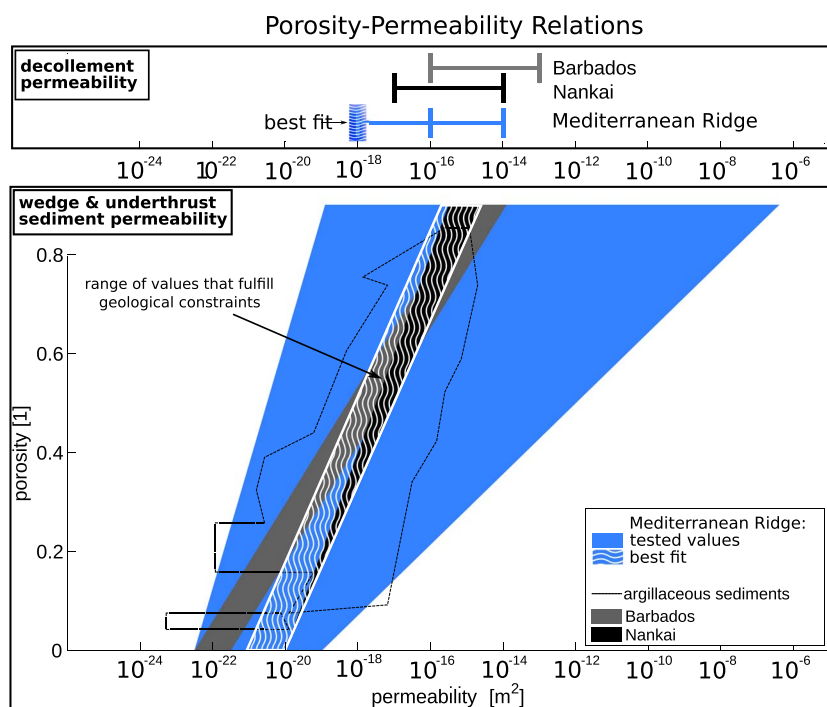 Porosity-Permeability Relations
decollement
permeability
Barbados
Nankai
best fit
Mediterranean Ridge
10-24 10-22 10-20 10-18 10-16 10-14 10-12 10-10 10-8 10-6
wedge & underthrust
sediment permeability
0.8
range of values that fulfill
geological constraints
0.6
porosity [1]
0.4
Mediterranean Ridge:
tested values
0.2
best fit
argillaceous sediments
Barbados
Nankai
0
10-24 10-22 10-20 10-18 10-16 10-14 10-12 10-10 10-8 10-6
permeability [m2]